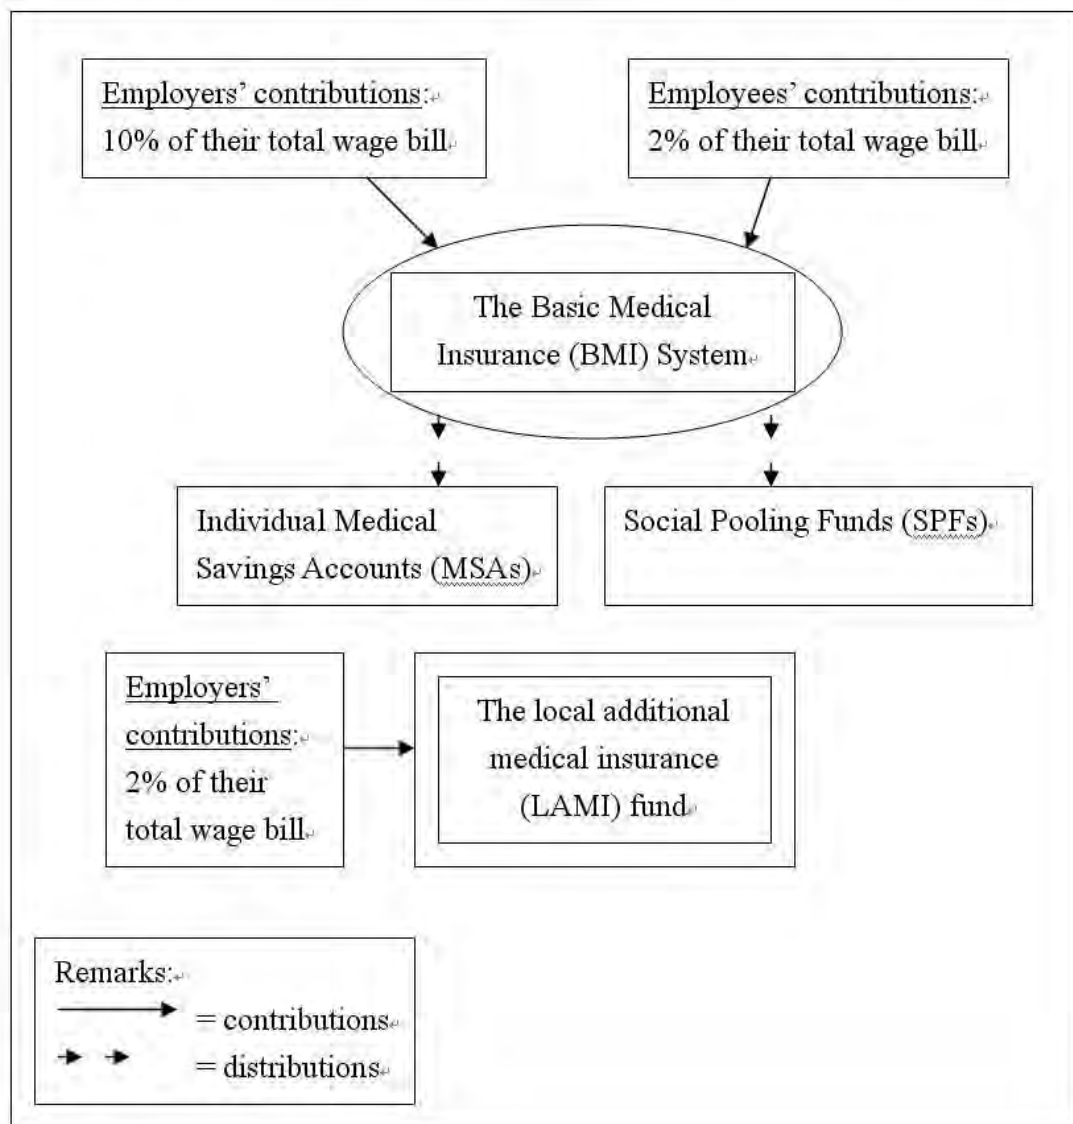 Employers’ contributions:
10% of their total wage bill
Employees’ contributions:
2% of their total wage bill
The Basic Medical
Insurance (BMI) System
Individual Medical
Savings Accounts (MSAs)
Social Pooling Funds (SPFs)
Employers’
contributions:
2% of their
total wage bill
The local additional
medical insurance
(LAMI) fund
Remarks:
= contributions
= distributions